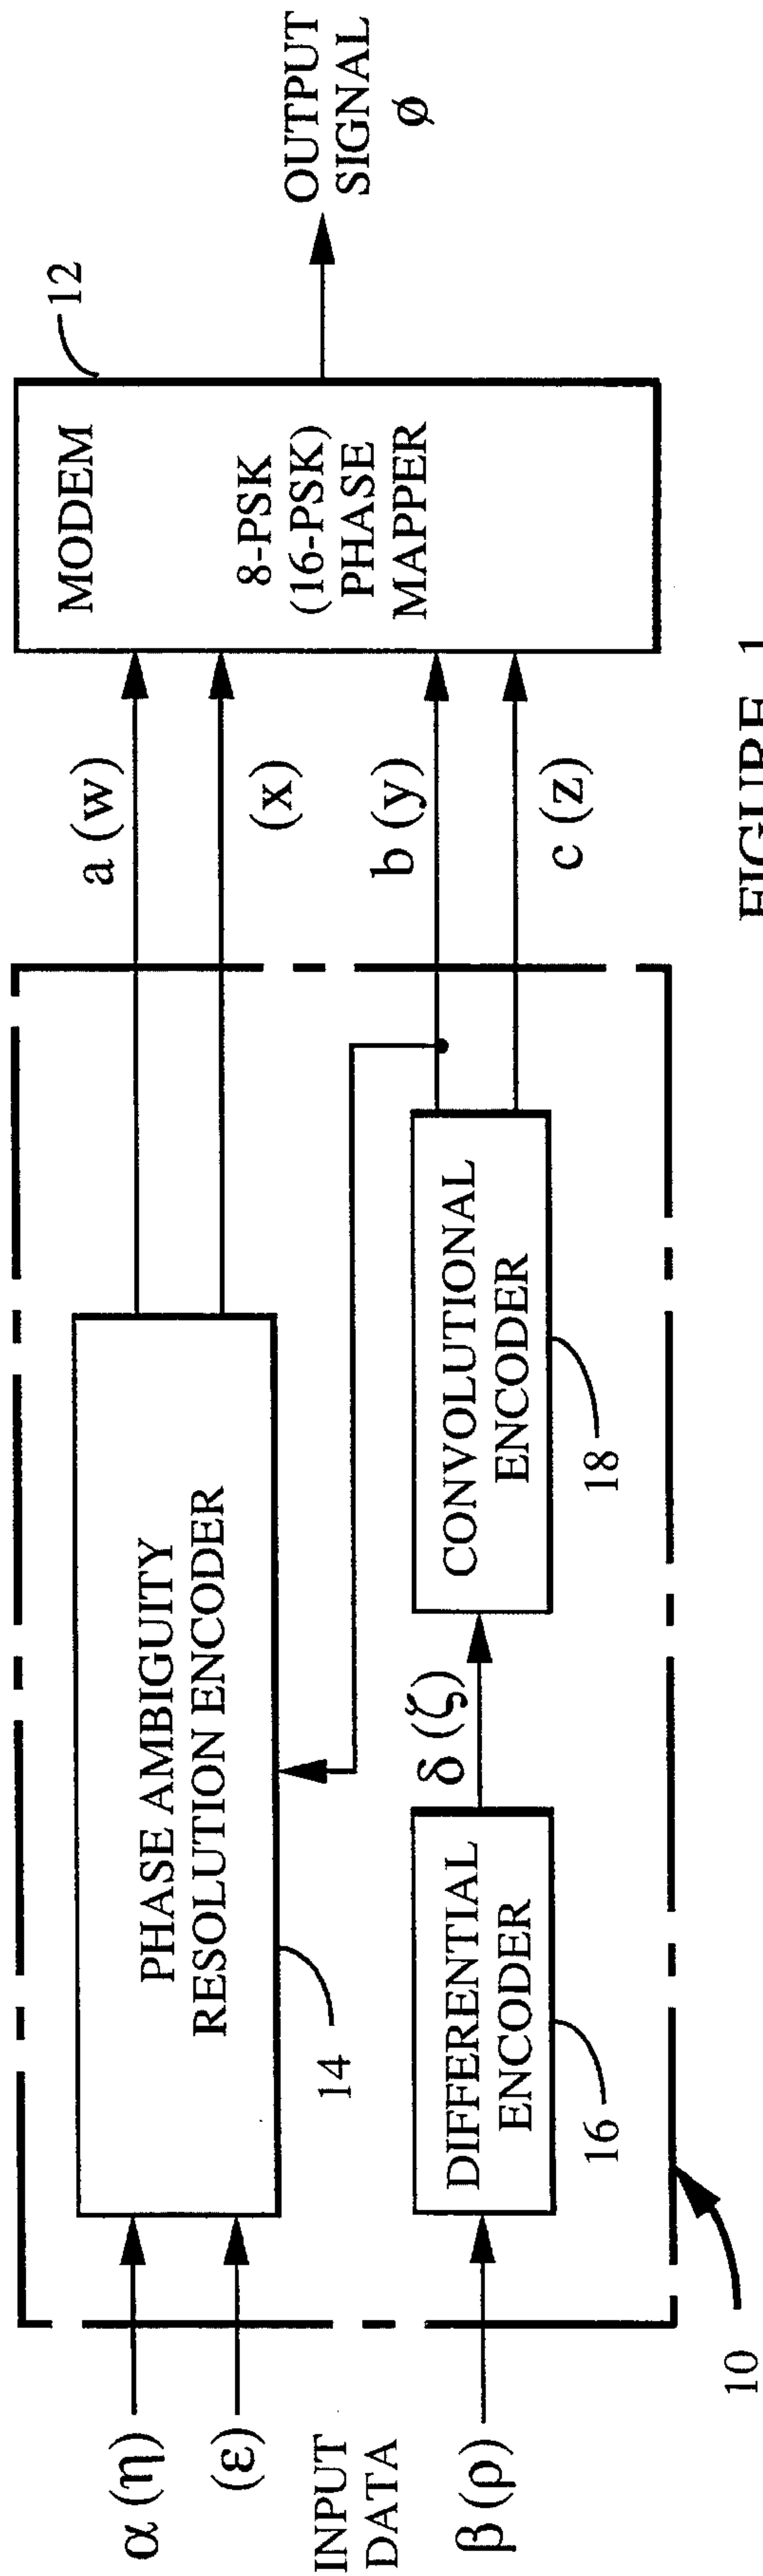 α (η)
(ε)
INPUT
DATA
β (ρ)
10
PHASE AMBIGUITY
RESOLUTION ENCODER
14
DIFFERENTIAL
ENCODER
16
δ (ζ)
CONVOLUTIONAL
ENCODER
18
a (w)
(x)
b (y)
c (z)
MODEM
8-PSK
(16-PSK)
PHASE
MAPPER
12
OUTPUT
SIGNAL
ø
FIGURE 1